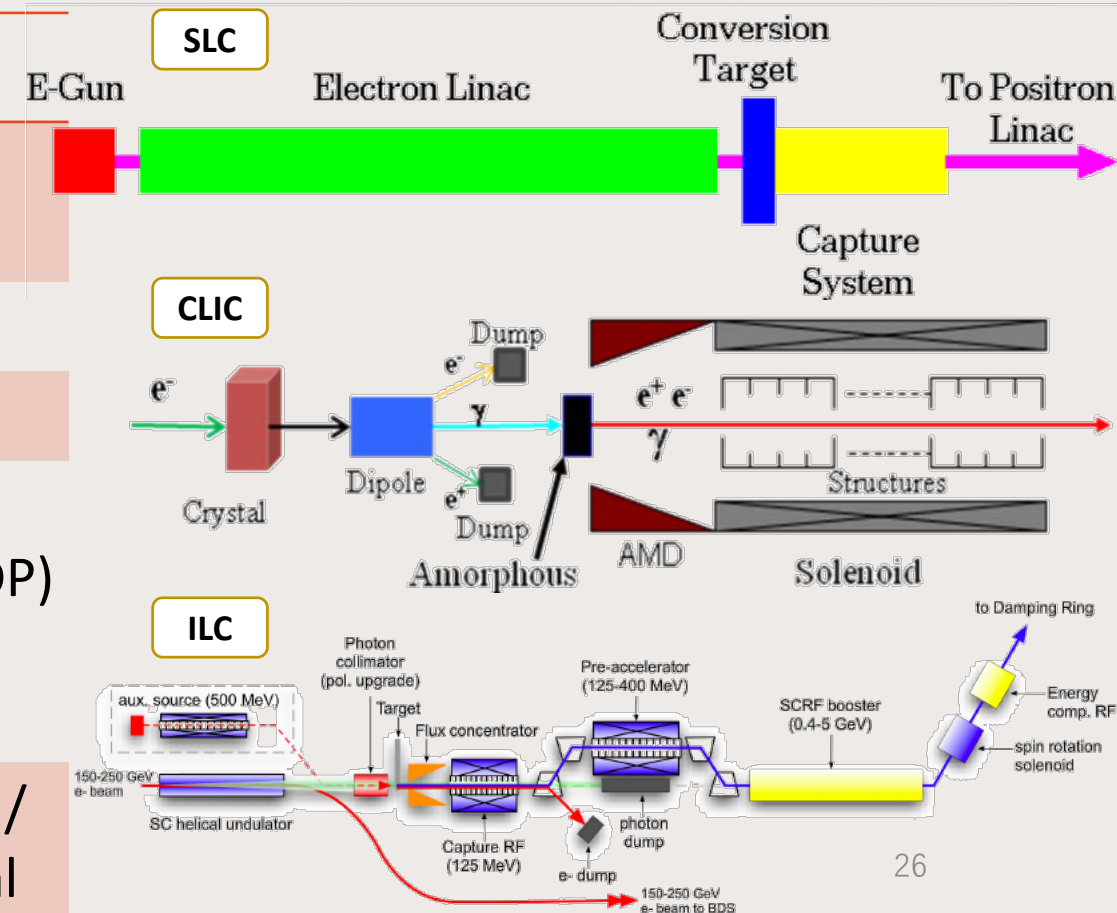 SLC
Conversion
Target
E-Gun
Electron Linac
To Positron
Linac
Capture
System
CLIC
Dump
e-
e-
e+ e-
γ
γ
Dipole
e+
Structures
Crystal
Dump
AMD
Amorphous
Solenoid
OP)
ILC
to Damping Ring
Photon
collimator
(pol. upgrade)
Pre-accelerator
(125-400 MeV)
aux. source (500 MeV)
Target
SCRF booster
(0.4-5 GeV)
Energy
comp. RF
Flux concentrator
spin rotation
solenoid
150-250 GeV
e- beam
SC helical undulator
Capture RF
(125 MeV)
photon
dump
e- dump
/
26
150-250 GeV
e- beam to BDS